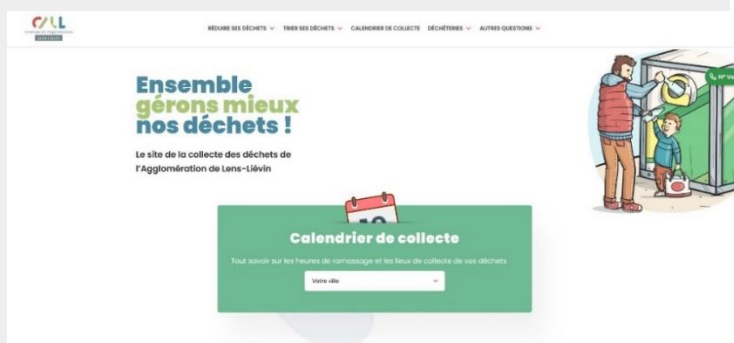 CALL
RÉDUIRE SES DÉCHETS TRIER SES DÉCHETS CALENDRIER DE COLLECTE DÉCHÈTERIES AUTRES QUESTIONS
N° Ve
Ensemble
gérons mieux
nos déchets !
Le site de la collecte des déchets de
l'Agglomération de Lens-Liévin
Calendrier de collecte
Tout savoir sur les heures de ramassage et les lieux de collecte de vos déchets
Votre ville